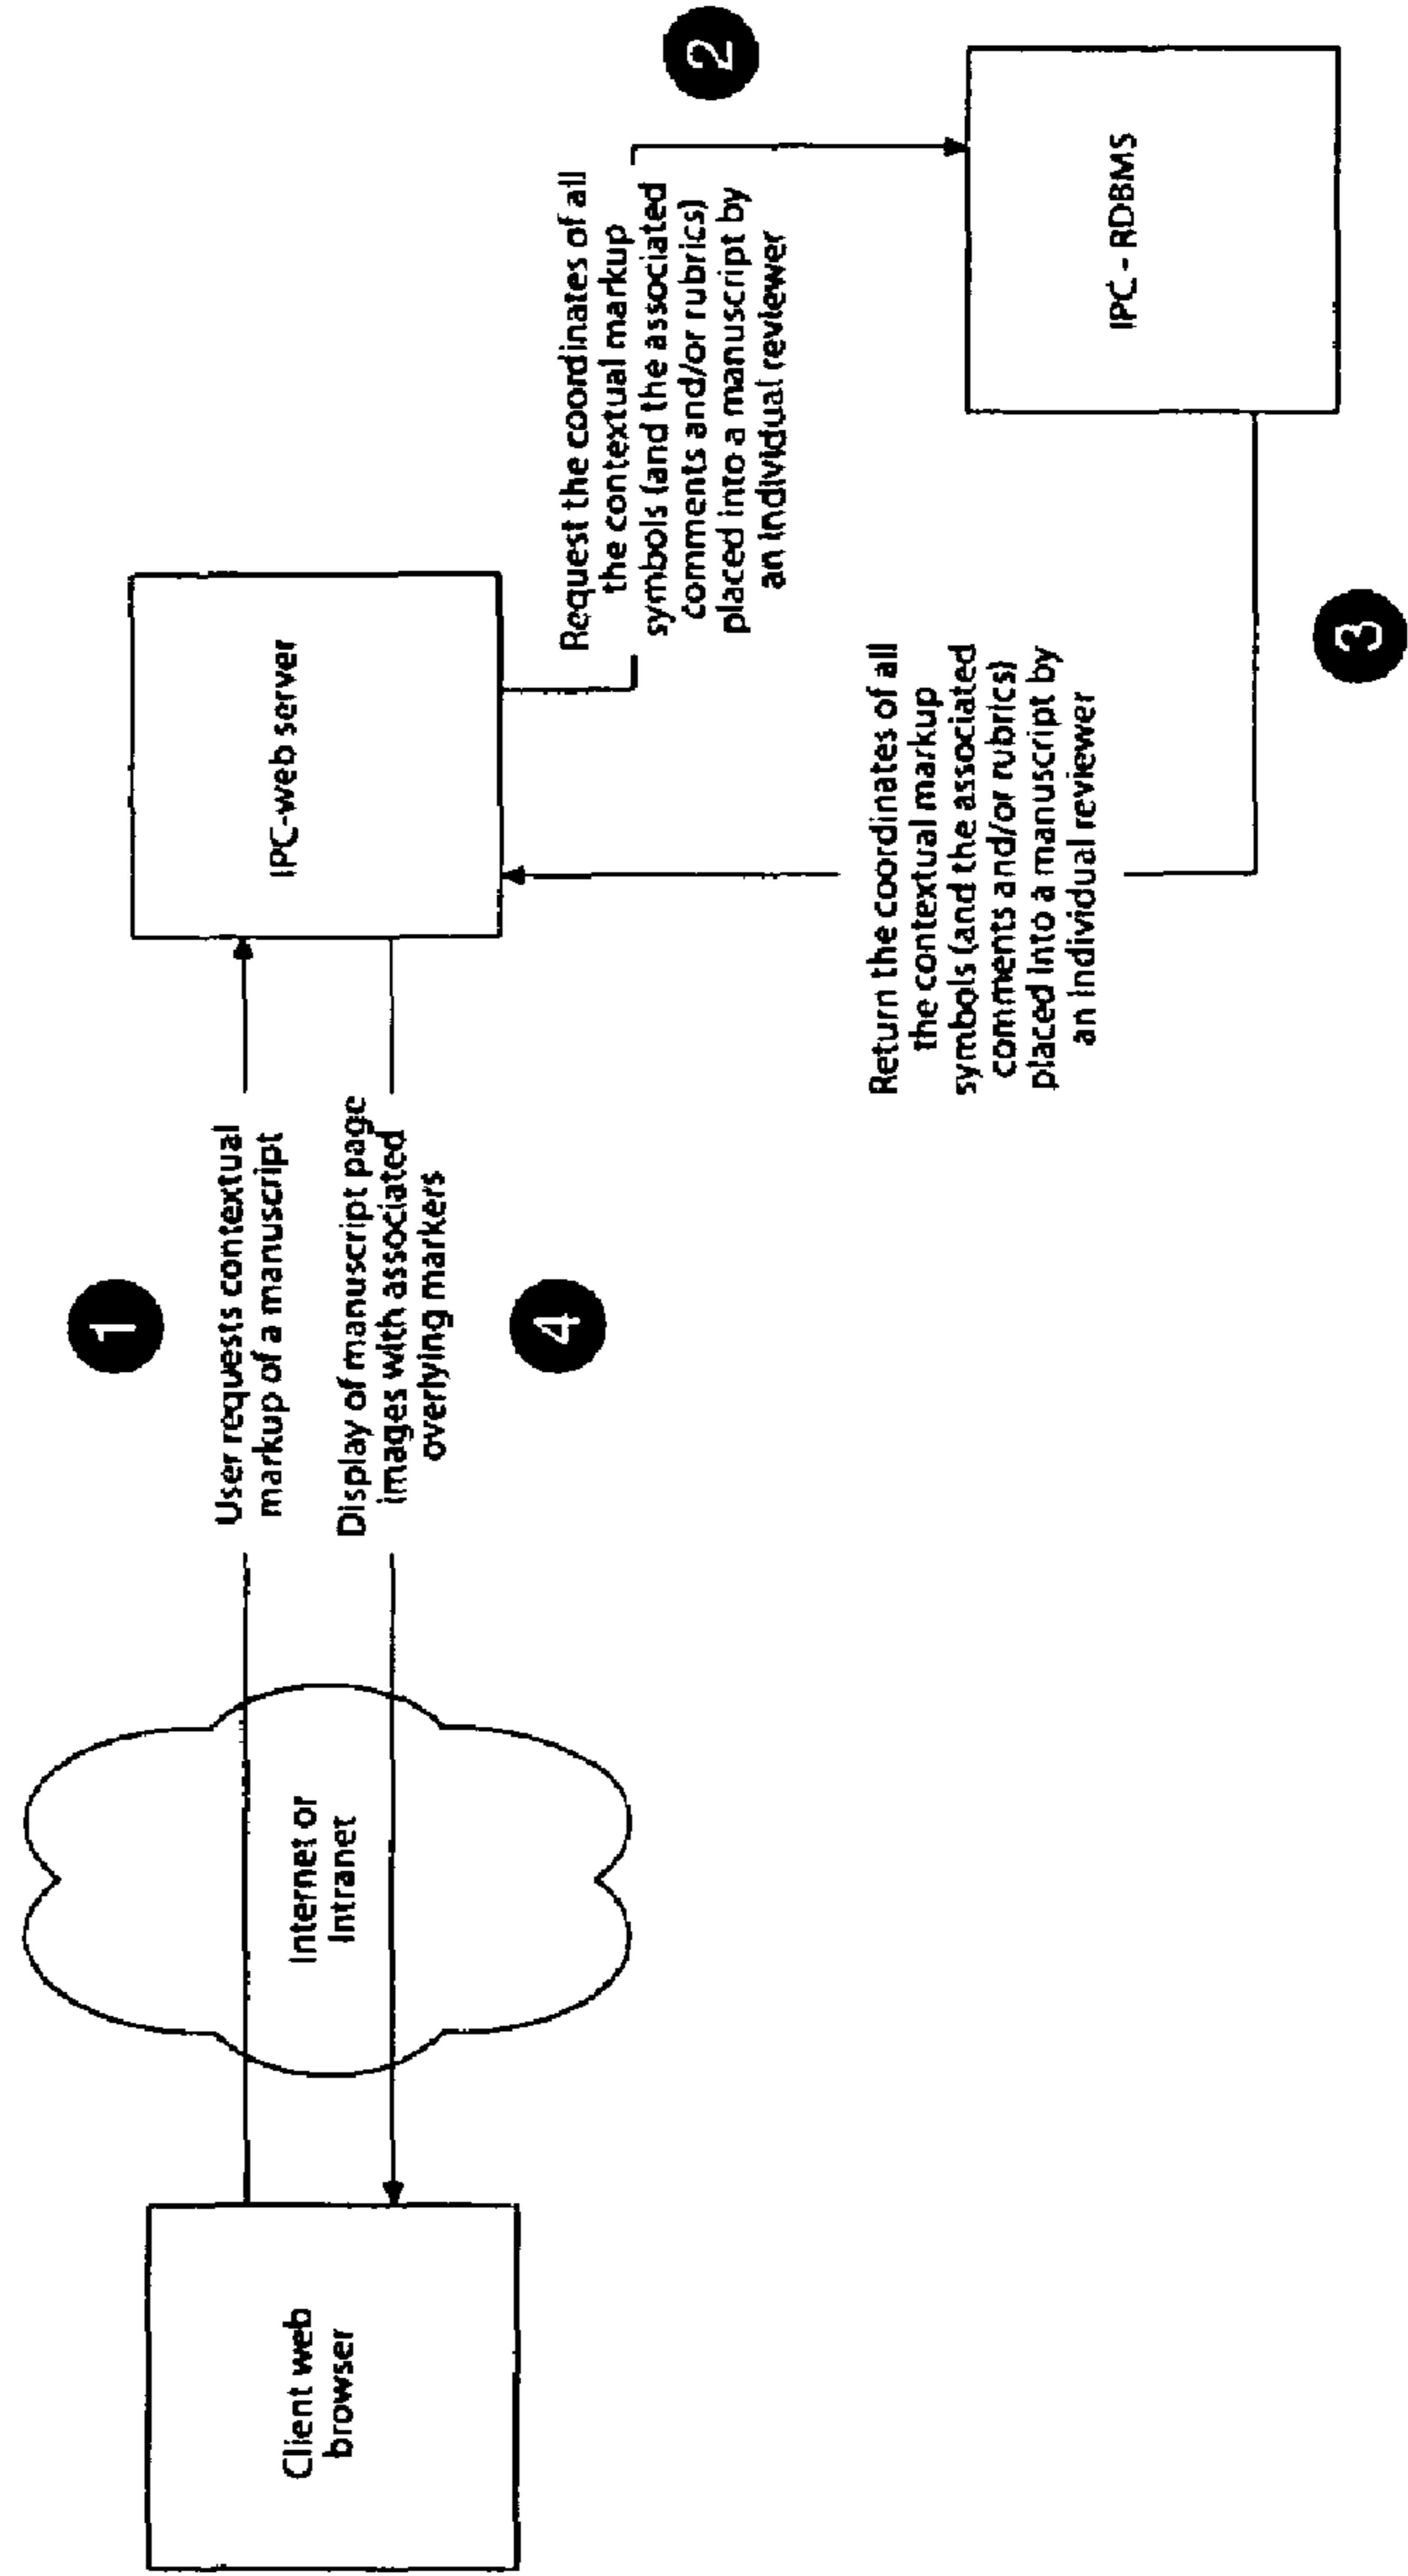 Client web
browser
Internet or
Intranet
1
User requests contextual
markup of a manuscript
Display of manuscript page
images with associated
overlying markers
4
IPC-web server
2
Request the coordinates of all
the contextual markup
symbols (and the associated
comments and/or rubrics)
placed into a manuscript by
an individual reviewer
IPC - RDBMS
Return the coordinates of all
the contextual markup
symbols (and the associated
comments and/or rubrics)
placed into a manuscript by
an individual reviewer
3